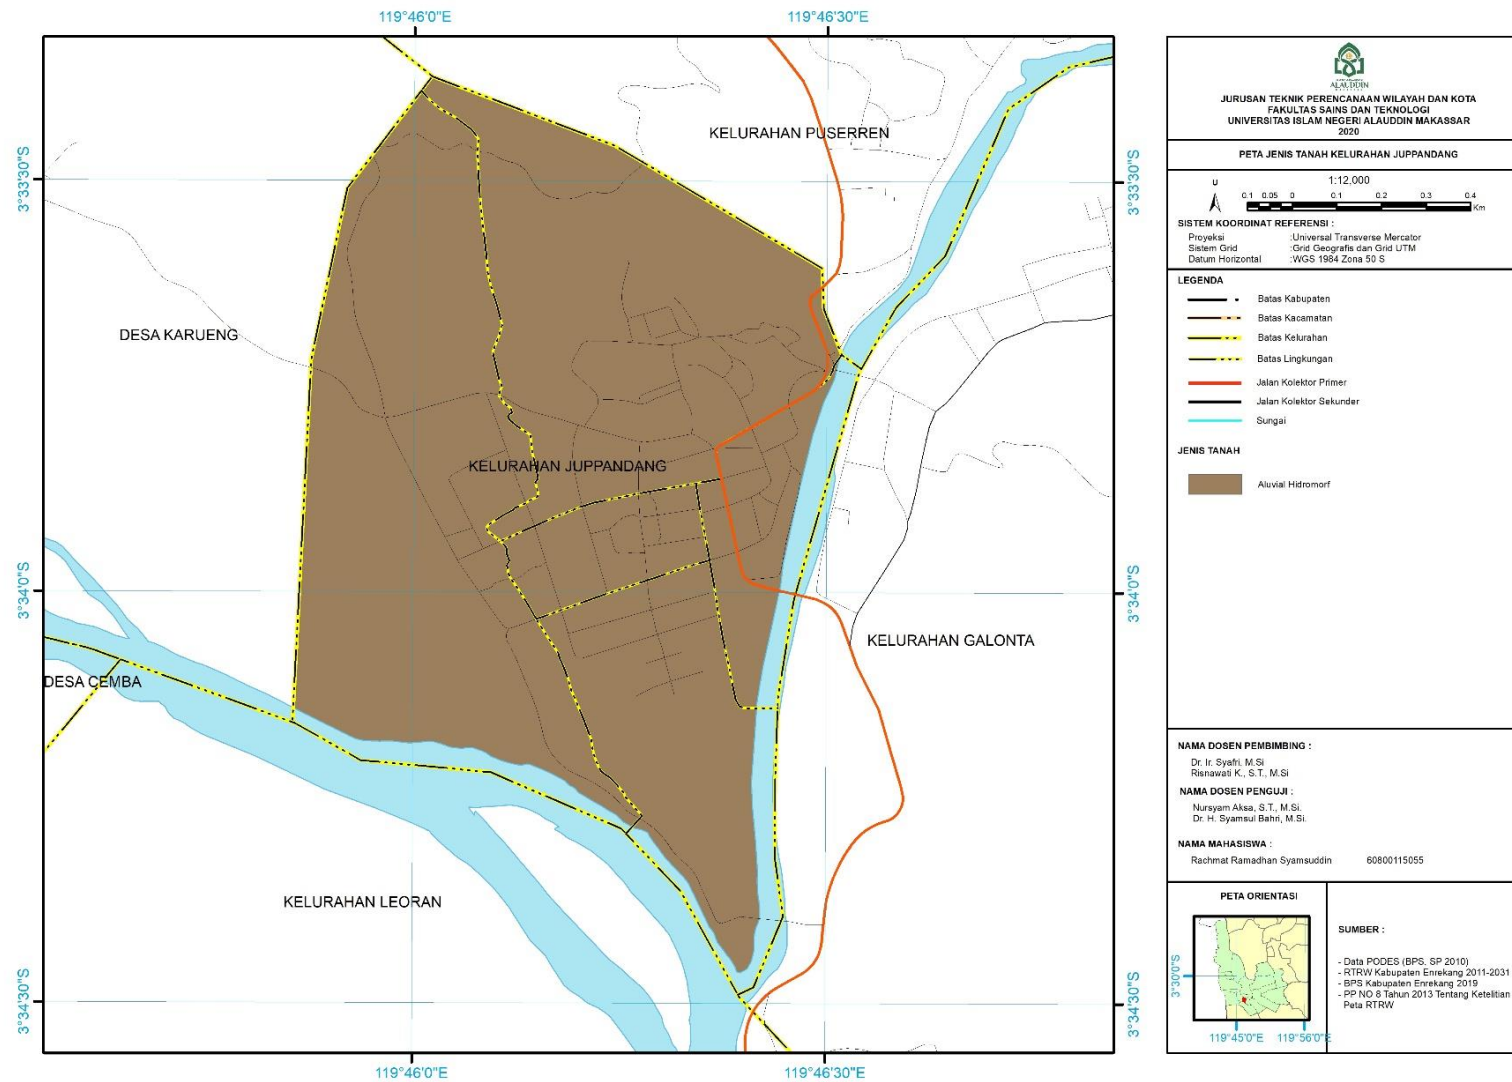 119°46'0"E
119°46'30"E
3°33'30"S
3°33'30"S
3°34'0"S
3°34'0"S
3°34'30"S
3°34'30"S
119°46'0"E
119°46'30"E
KELURAHAN PUSERREN
DESA KARUENG
KELURAHAN JUPPANDANG
KELURAHAN GALONTA
DESA CEMBA
KELURAHAN LEORAN
ALAUDDIN
JURUSAN TEKNIK PERENCANAAN WILAYAH DAN KOTA
FAKULTAS SAINS DAN TEKNOLOGI
UNIVERSITAS ISLAM NEGERI ALAUDDIN MAKASSAR
2020
PETA JENIS TANAH KELURAHAN JUPPANDANG
U
1:12,000
0.1 0.05 0 0.1 0.2 0.3 0.4
Km
SISTEM KOORDINAT REFERENSI :
Proyeksi :Universal Transverse Mercator
Sistem Grid :Grid Geografis dan Grid UTM
Datum Horizontal :WGS 1984 Zona 50 S
LEGENDA
Batas Kabupaten
Batas Kacamatan
Batas Kelurahan
Batas Lingkungan
Jalan Kolektor Primer
Jalan Kolektor Sekunder
Sungai
JENIS TANAH
Aluvial Hidromorf
NAMA DOSEN PEMBIMBING :
Dr. Ir. Syafri, M.Si
Risnawati K., S.T., M.Si
NAMA DOSEN PENGUJI :
Nursyam Aksa, S.T., M.Si.
Dr. H. Syamsul Bahri, M.Si.
NAMA MAHASISWA :
Rachmat Ramadhan Syamsuddin 60800115055
PETA ORIENTASI
3°30'0"S
119°45'0"E 119°56'0"E
SUMBER :
- Data PODES (BPS, SP 2010)
- RTRW Kabupaten Enrekang 2011-2031
- BPS Kabupaten Enrekang 2019
- PP NO 8 Tahun 2013 Tentang Ketelitian
Peta RTRW